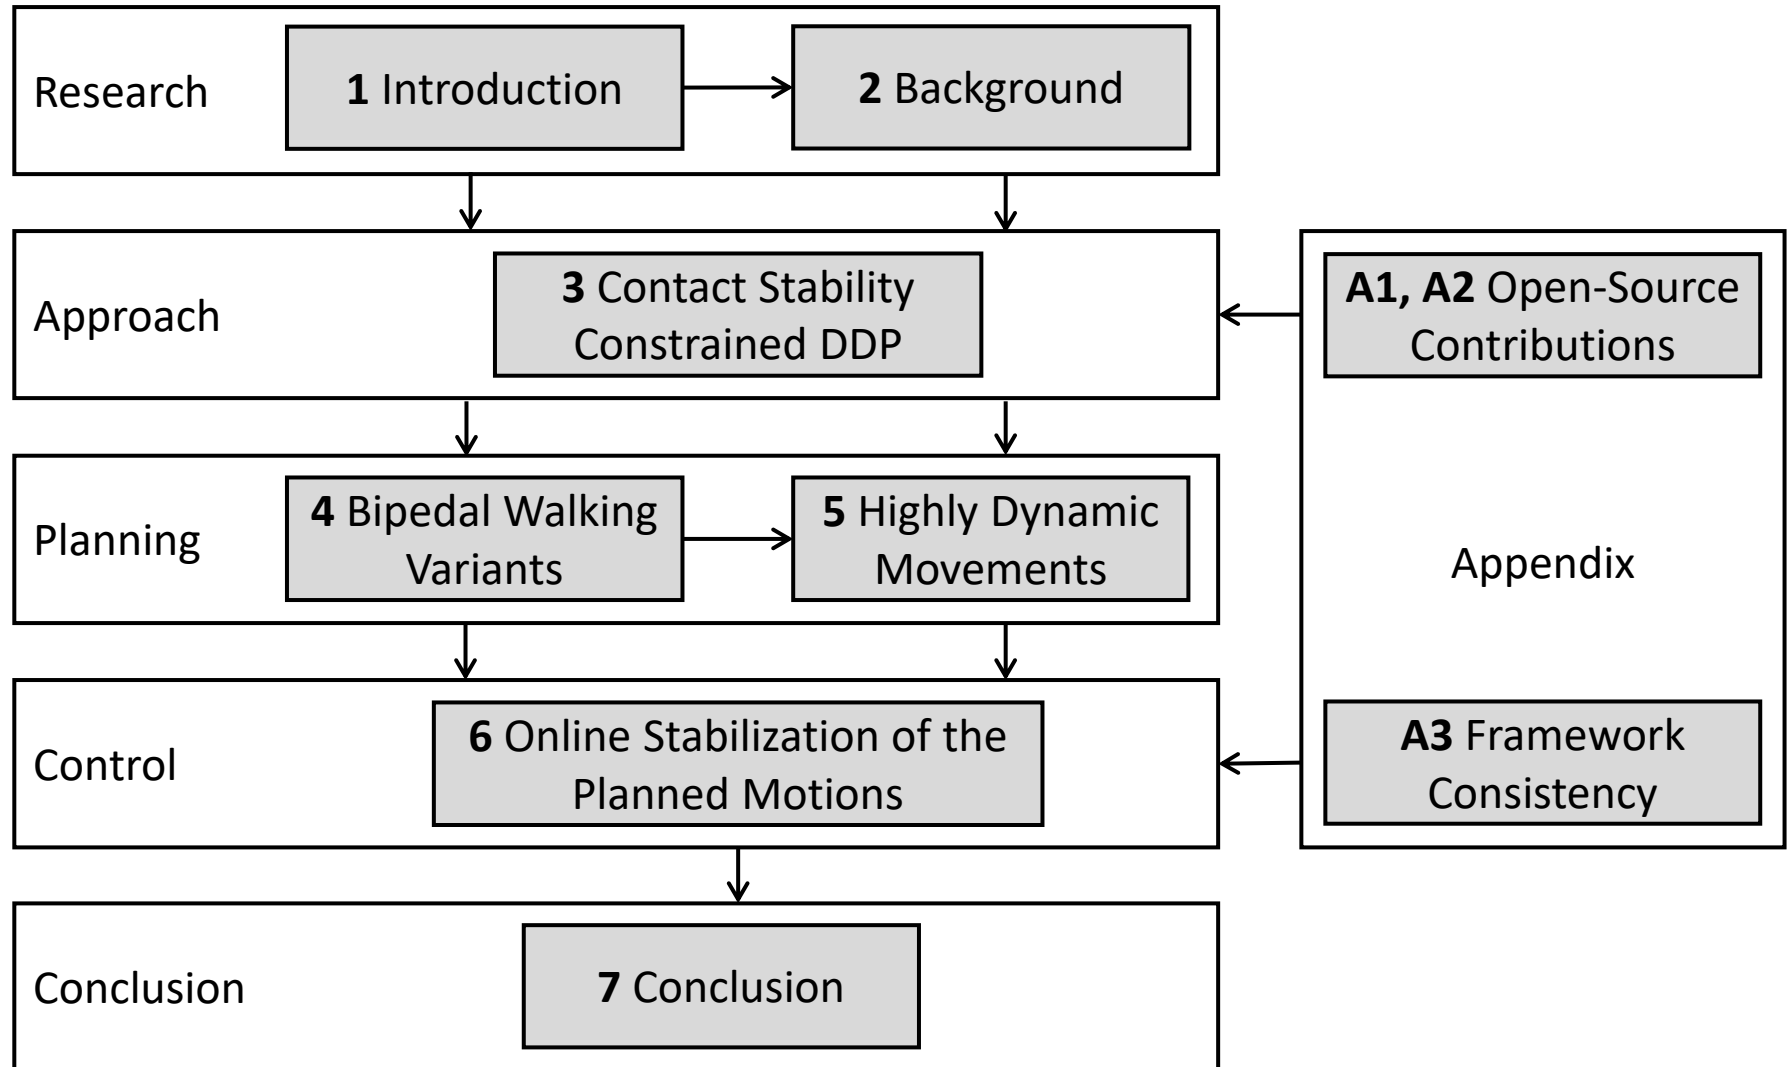 Research
1 Introduction
2 Background
Approach
3 Contact Stability
Constrained DDP
A1, A2 Open-Source
Contributions
Planning
4 Bipedal Walking
Variants
5 Highly Dynamic
Movements
Appendix
Control
6 Online Stabilization of the
Planned Motions
A3 Framework
Consistency
Conclusion
7 Conclusion